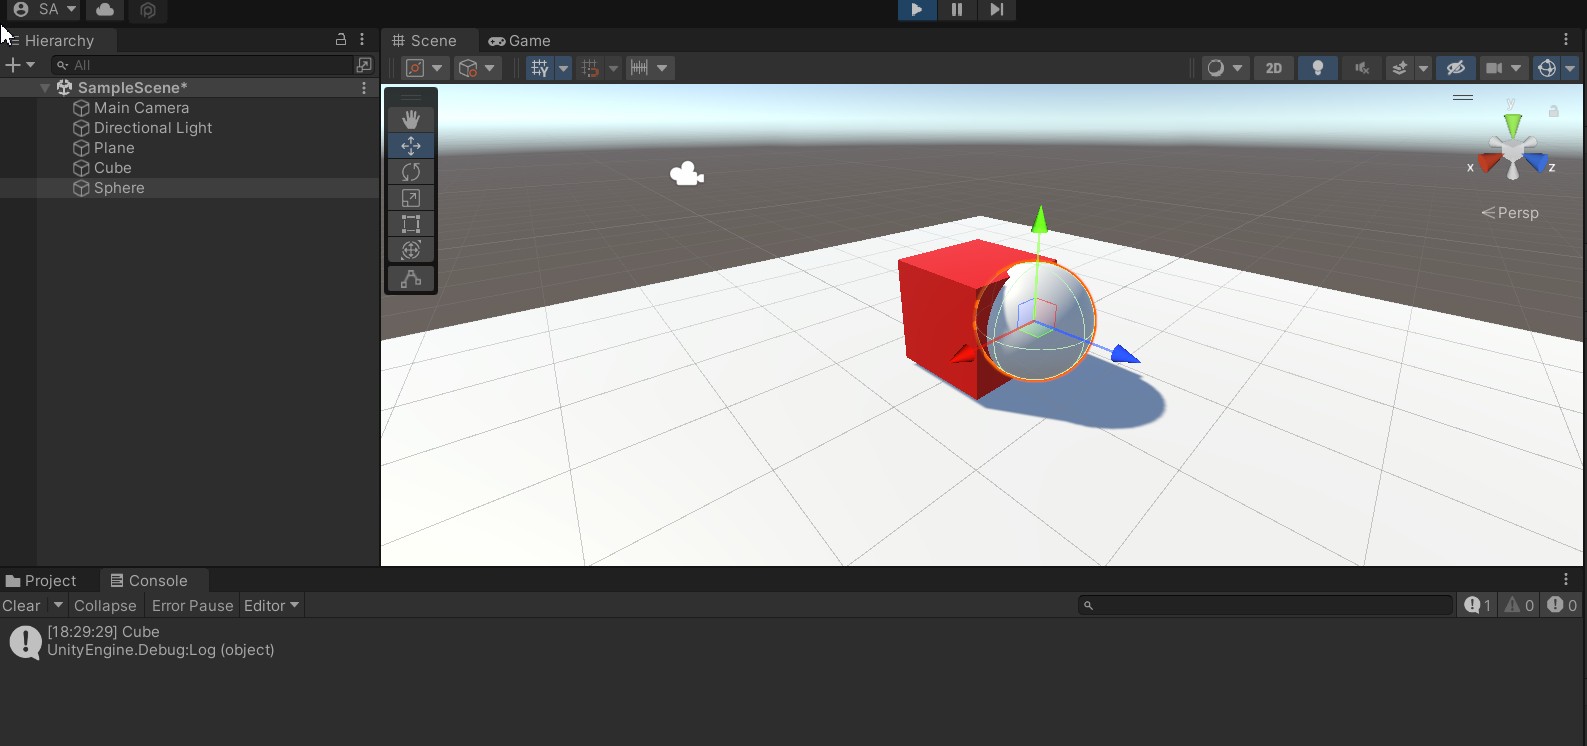 SA
Hierarchy
All
SampleScene*
Main Camera
Directional Light
Plane
Cube
Sphere
Scene
Game
2D
y
x
z
Persp
Project
Console
Clear
Collapse
Error Pause
Editor
1
0
0
[18:29:29] Cube
UnityEngine.Debug:Log (object)